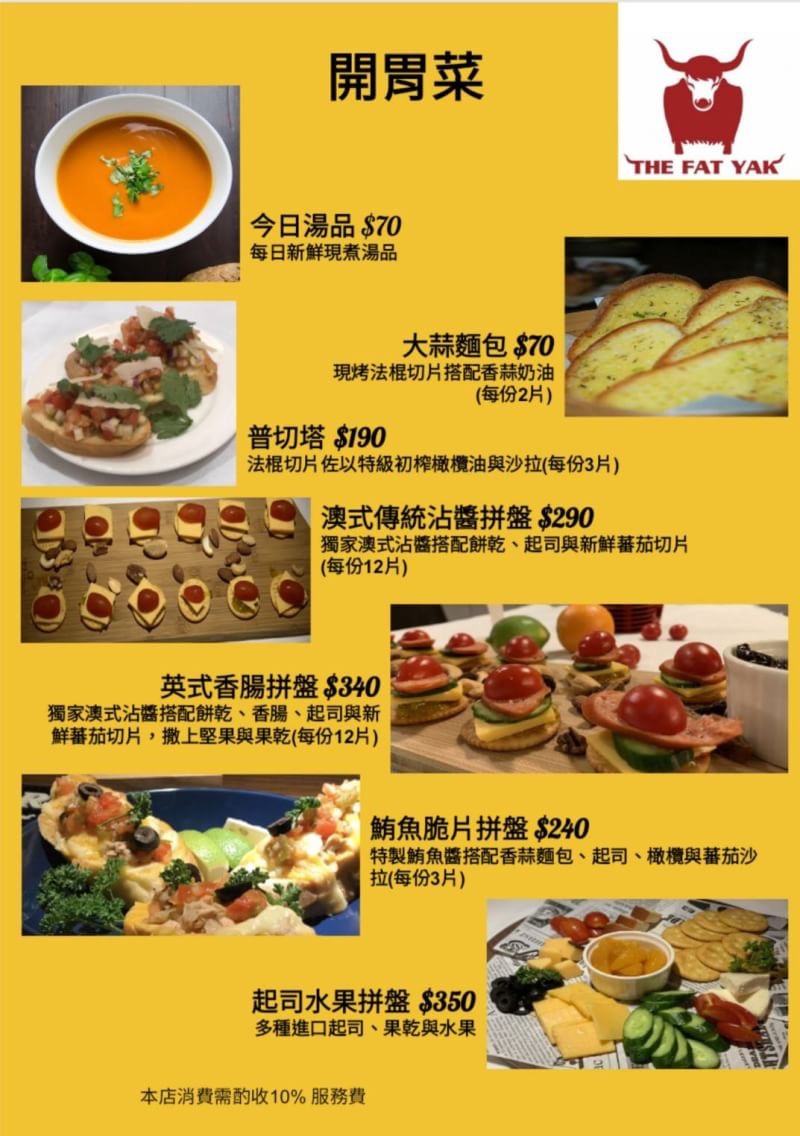 開胃菜
THE FAT YAK
今日湯品 $70
每日新鮮現煮湯品
大蒜麵包 $70
現烤法棍切片搭配香蒜奶油
(每份2片)
普切塔 $190
法棍切片佐以特級初榨橄欖油與沙拉(每份3片)
澳式傳統沾醬拼盤 $290
獨家澳式沾醬搭配餅乾、起司與新鮮蕃茄切片
(每份12片)
英式香腸拼盤 $340
獨家澳式沾醬搭配餅乾、香腸、起司與新
鮮蕃茄切片，撒上堅果與果乾(每份12片)
鮪魚脆片拼盤 $240
特製鮪魚醬搭配香蒜麵包、起司、橄欖與蕃茄沙
拉(每份3片)
起司水果拼盤 $350
多種進口起司、果乾與水果
本店消費需酌收10% 服務費